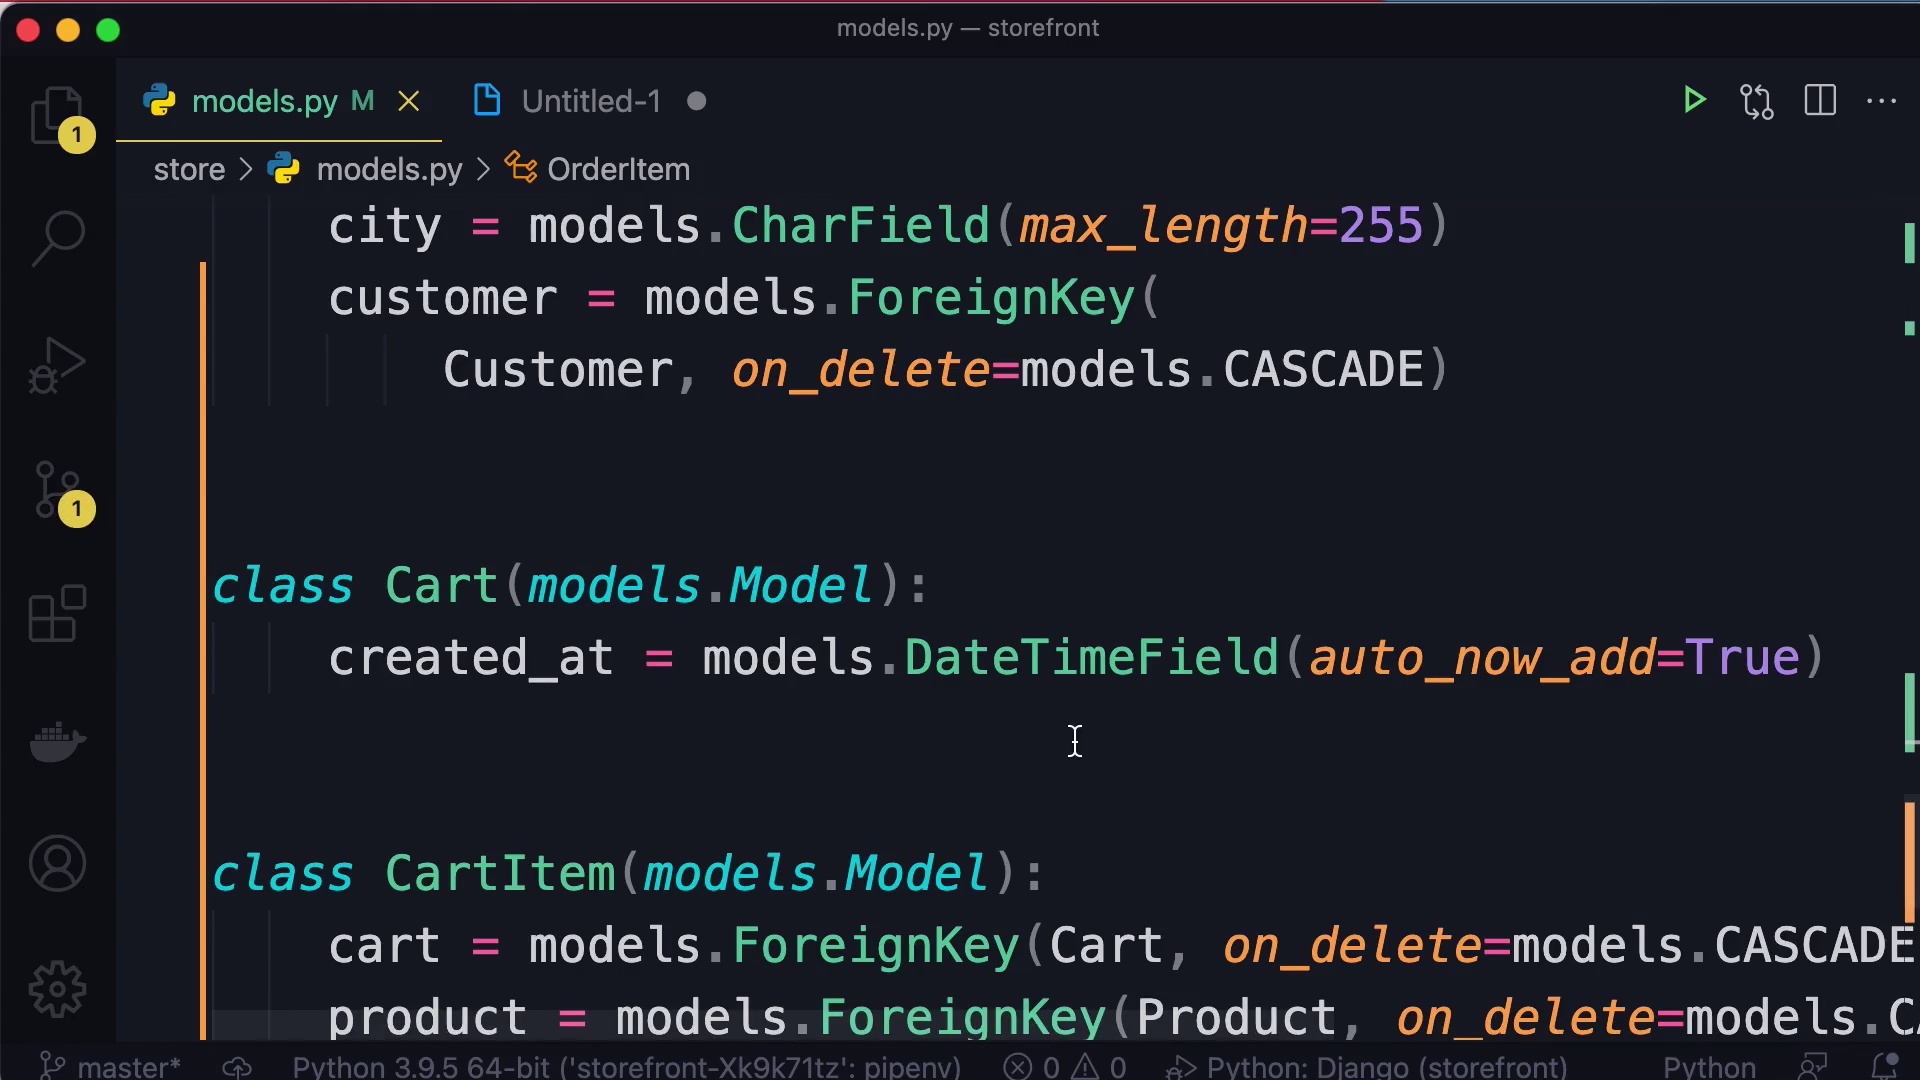 models.py — storefront
models.py M
Untitled-1
1
store > models.py > OrderItem
city = models.CharField(max_length=255)
customer = models.ForeignKey(
Customer, on_delete=models.CASCADE)
1
class Cart(models.Model):
created_at = models.DateTimeField(auto_now_add=True)
class CartItem(models.Model):
cart = models.ForeignKey(Cart, on_delete=models.CASCADE
product = models.ForeignKey(Product, on_delete=models.CA
master* Python 3.9.5 64-bit ('storefront-Xk9k71tz': pipenv) 0 0 Python: Django (storefront) Python